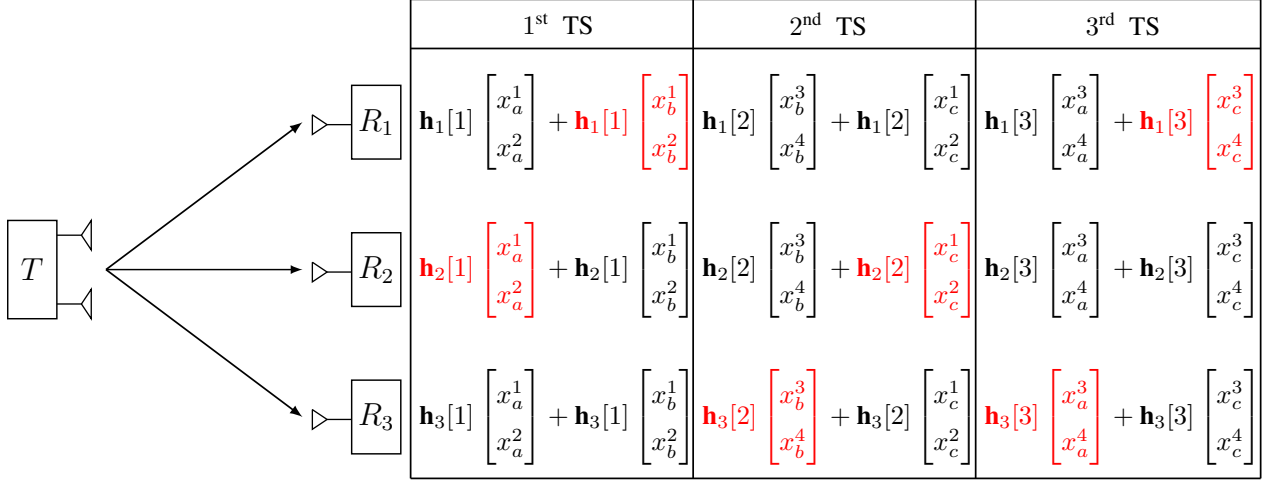 1st TS 2nd TS 3rd TS
R1 h1[1] [x_a^1 x_a^2] + h1[1] [x_b^1 x_b^2] h1[2] [x_b^3 x_b^4] + h1[2] [x_c^1 x_c^2] h1[3] [x_a^3 x_a^4] + h1[3] [x_c^3 x_c^4]
T
R2 h2[1] [x_a^1 x_a^2] + h2[1] [x_b^1 x_b^2] h2[2] [x_b^3 x_b^4] + h2[2] [x_c^1 x_c^2] h2[3] [x_a^3 x_a^4] + h2[3] [x_c^3 x_c^4]
R3 h3[1] [x_a^1 x_a^2] + h3[1] [x_b^1 x_b^2] h3[2] [x_b^3 x_b^4] + h3[2] [x_c^1 x_c^2] h3[3] [x_a^3 x_a^4] + h3[3] [x_c^3 x_c^4]